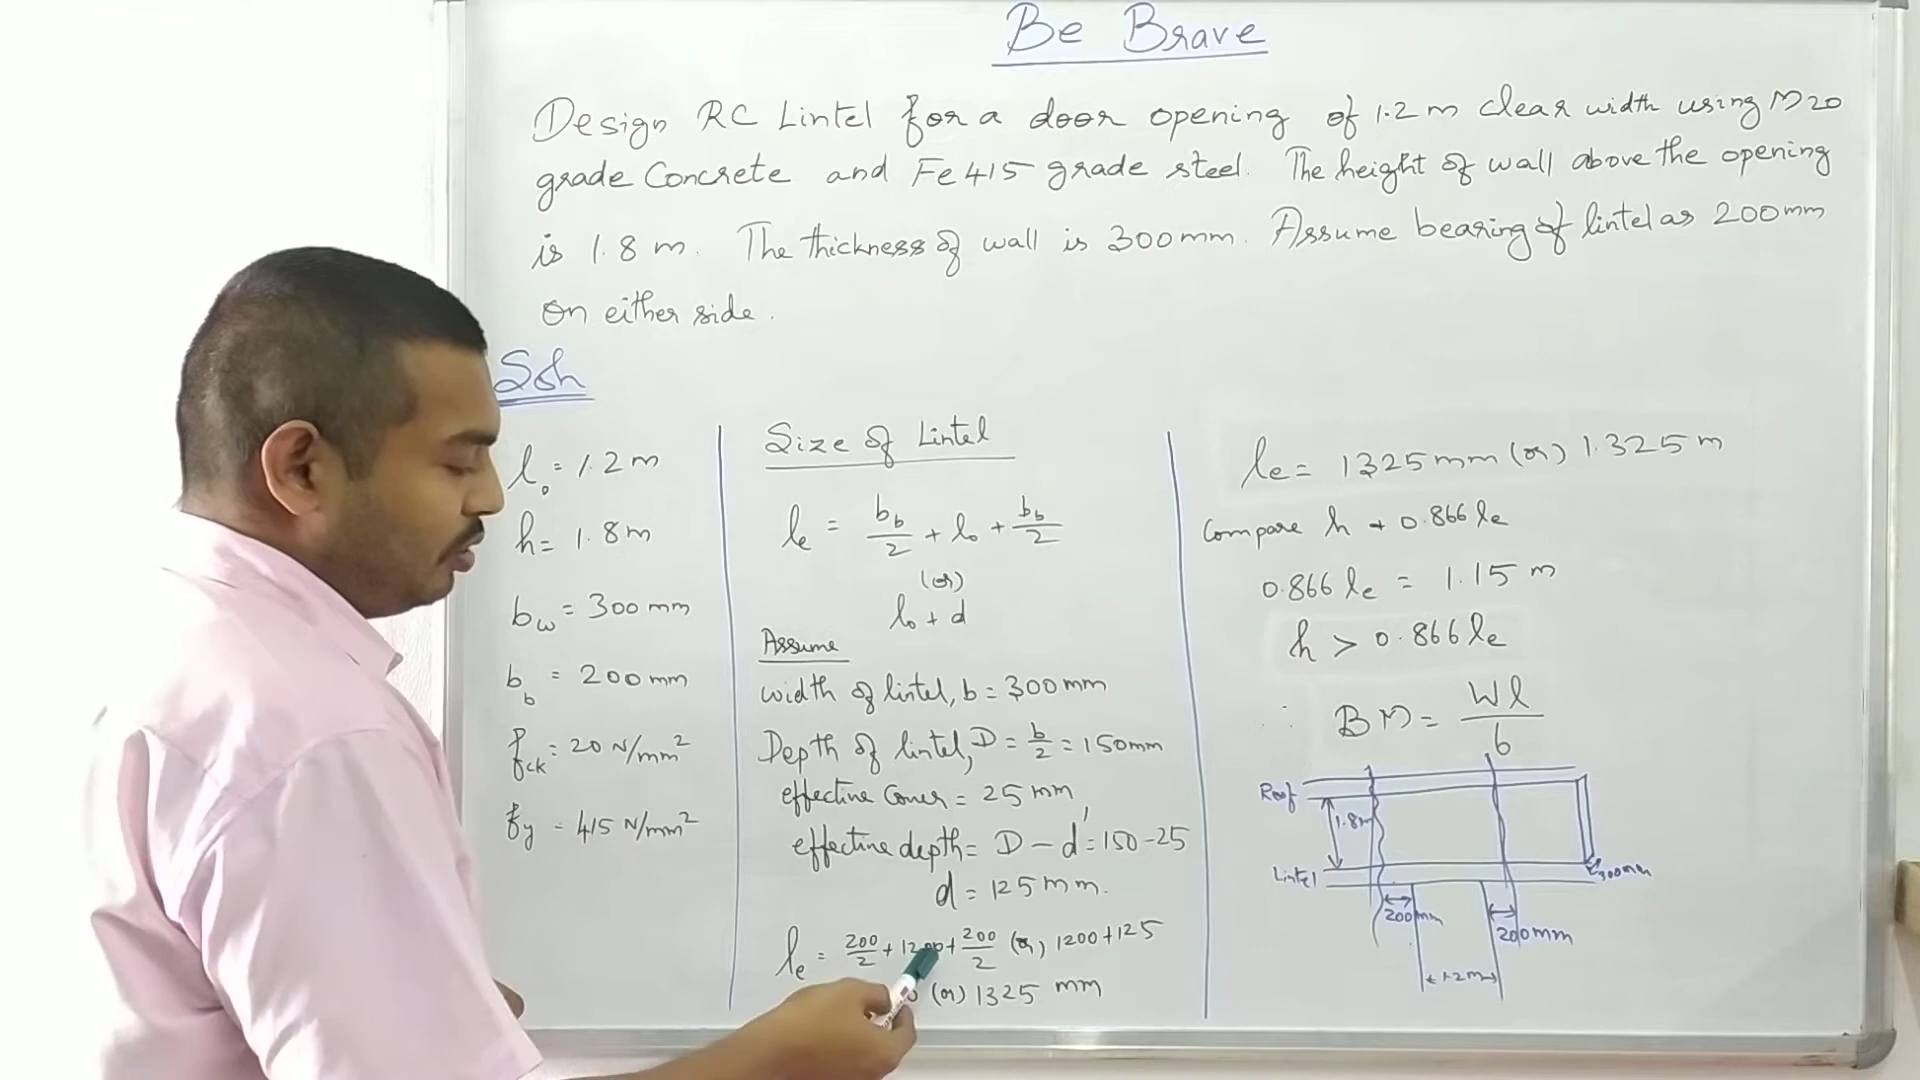 Be Brave
Design RC Lintel for a door opening of 1.2 m clear width using M20
grade Concrete and Fe 415 grade steel. The height of wall above the opening
is 1.8 m. The thickness of wall is 300 mm. Assume bearing of lintel as 200mm
on either side.
Soln
l₀ = 1.2 m
h = 1.8 m
b_w = 300 mm
b_b = 200 mm
f_ck = 20 N/mm²
f_y = 415 N/mm²
Size of Lintel
l_e = b_b/2 + l₀ + b_b/2
(or)
l₀ + d
Assume
width of lintel, b = 300 mm
Depth of lintel, D = b/2 = 150mm
effective cover = 25 mm
effective depth = D - d' = 150 - 25
d = 125 mm.
l_e = 200/2 + 1200 + 200/2 (or) 1200 + 125
(or) 1325 mm
l_e = 1325 mm (or) 1.325 m
Compare h + 0.866 l_e
0.866 l_e = 1.15 m
h > 0.866 l_e
∴ BM = Wl/6
Roof
1.8m
Lintel
300mm
200mm
200mm
1.2m